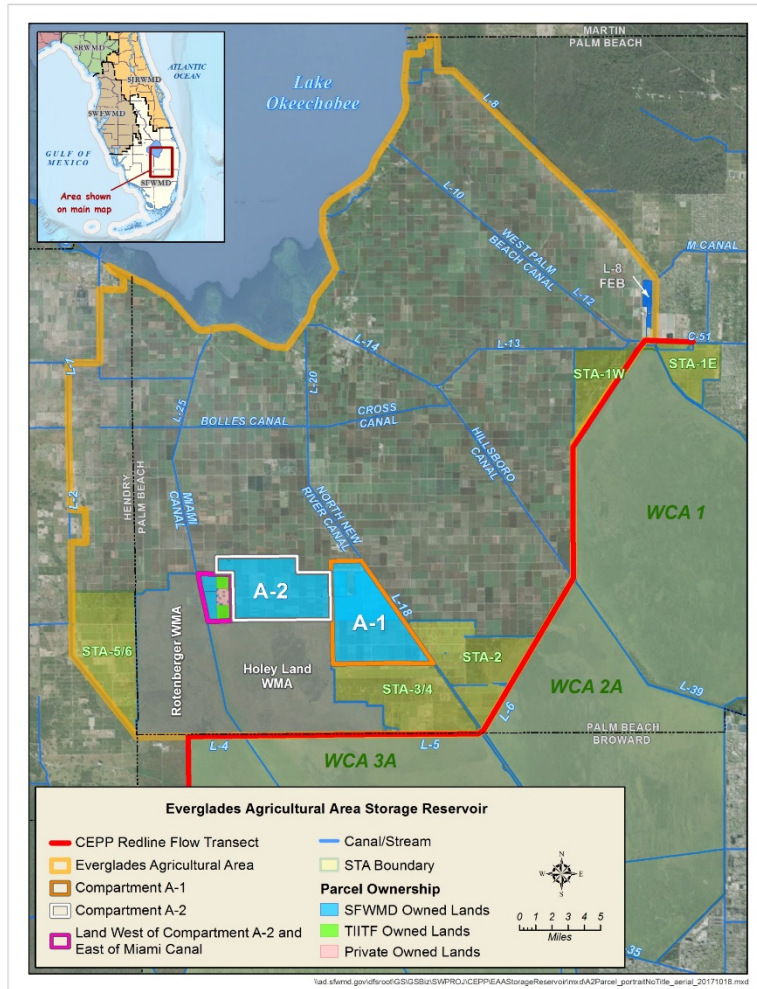 MARTIN
PALM BEACH
SRWMD
SJRWMD
ATLANTIC
OCEAN
SWFWMD
GULF OF
MEXICO
SFWMD
Area shown
on main map
Lake
Okeechobee
L-8
L-10
WEST PALM
BEACH CANAL
L-12
M CANAL
L-8
FEB
C-51
L-13
L-14
L-20
L-1
L-25
STA-1W
STA-1E
BOLLES CANAL
CROSS
CANAL
HILLSBORO
CANAL
L-2
HENDRY
PALM BEACH
MIAMI
CANAL
NORTH NEW
RIVER CANAL
WCA 1
A-2
A-1
L-18
STA-5/6
Rotenberger WMA
Holey Land
WMA
STA-2
STA-3/4
WCA 2A
L-6
L-39
PALM BEACH
BROWARD
L-4
L-5
WCA 3A
Everglades Agricultural Area Storage Reservoir
CEPP Redline Flow Transect
Everglades Agricultural Area
Compartment A-1
Compartment A-2
Land West of Compartment A-2 and
East of Miami Canal
Canal/Stream
STA Boundary
Parcel Ownership
SFWMD Owned Lands
TIITF Owned Lands
Private Owned Lands
N
W E
S
0 1 2 3 4 5
Miles
L-35
\\ad.sfwmd.gov\dfsroot\GS\GSBiz\SWPROJ\CEPP\EAAStorageReservoir\mxd\A2Parcel_portraitNoTitle_aerial_20171018.mxd